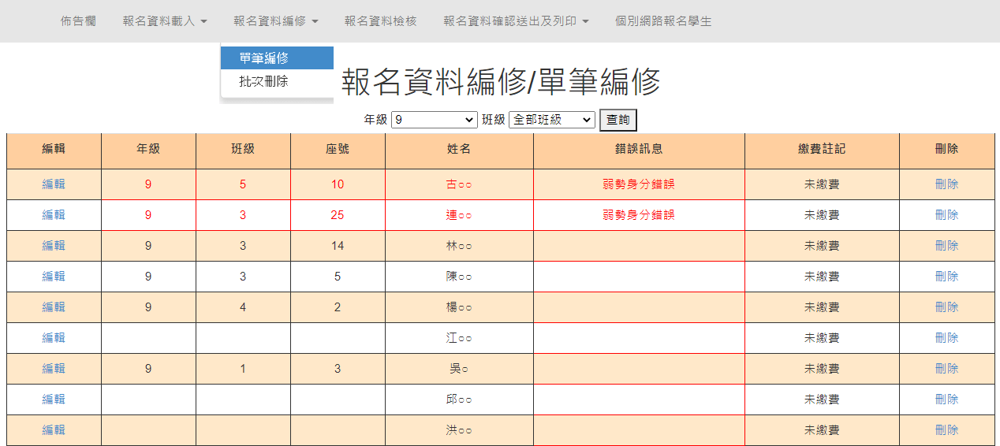 佈告欄 報名資料載入 報名資料編修 報名資料檢核 報名資料確認送出及列印 個別網路報名學生
單筆編修
批次刪除
報名資料編修/單筆編修
年級 9 班級 全部班級 查詢
編輯 年級 班級 座號 姓名 錯誤訊息 繳費註記 刪除
編輯 9 5 10 古○○ 弱勢身分錯誤 未繳費 刪除
編輯 9 3 25 連○○ 弱勢身分錯誤 未繳費 刪除
編輯 9 3 14 林○○ 未繳費 刪除
編輯 9 3 5 陳○○ 未繳費 刪除
編輯 9 4 2 楊○○ 未繳費 刪除
編輯 江○○ 未繳費 刪除
編輯 9 1 3 吳○ 未繳費 刪除
編輯 邱○○ 未繳費 刪除
編輯 洪○○ 未繳費 刪除